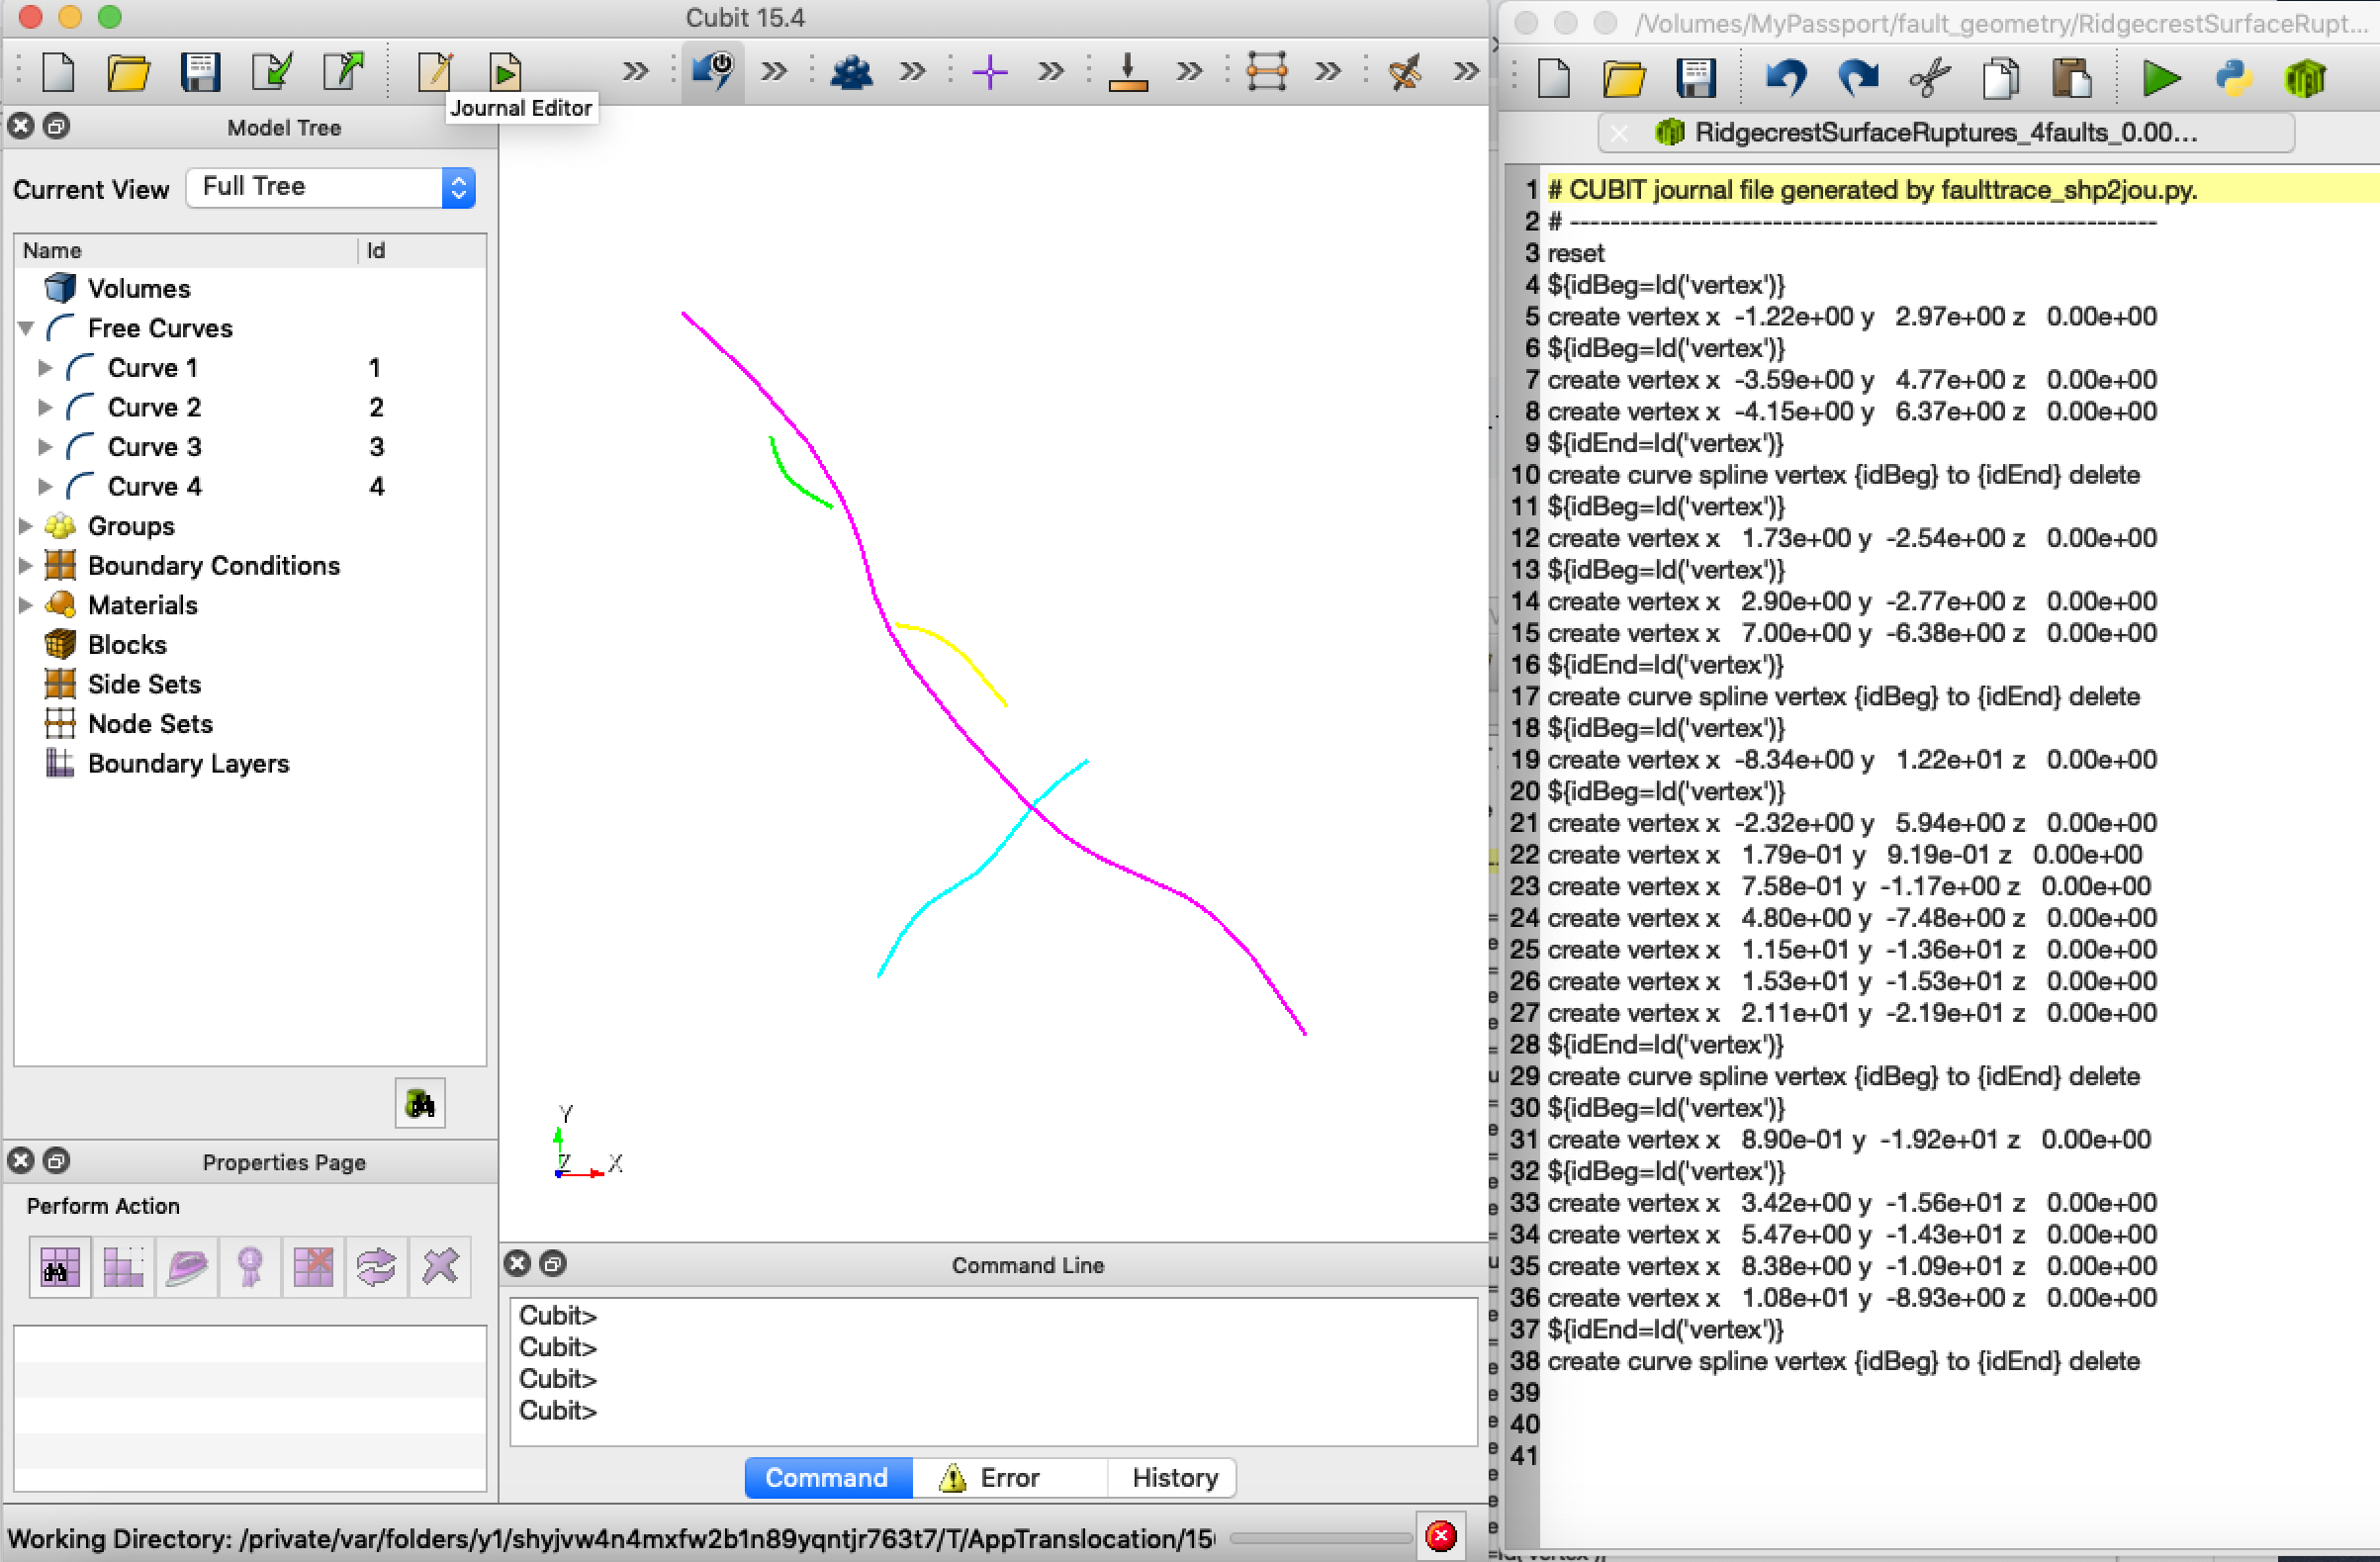 Cubit 15.4
Journal Editor
Model Tree
Current View Full Tree
Name Id
Volumes
Free Curves
Curve 1 1
Curve 2 2
Curve 3 3
Curve 4 4
Groups
Boundary Conditions
Materials
Blocks
Side Sets
Node Sets
Boundary Layers
Properties Page
Perform Action
Y
Z X
Command Line
Cubit>
Cubit>
Cubit>
Cubit>
Command Error History
Working Directory: /private/var/folders/y1/shyjvw4n4mxfw2b1n89yqntjr763t7/T/AppTranslocation/15
/Volumes/MyPassport/fault_geometry/RidgecrestSurfaceRupt...
RidgecrestSurfaceRuptures_4faults_0.00...
1 # CUBIT journal file generated by faulttrace_shp2jou.py.
2 # ----------------------------------------------------------
3 reset
4 ${idBeg=Id('vertex')}
5 create vertex x -1.22e+00 y 2.97e+00 z 0.00e+00
6 ${idBeg=Id('vertex')}
7 create vertex x -3.59e+00 y 4.77e+00 z 0.00e+00
8 create vertex x -4.15e+00 y 6.37e+00 z 0.00e+00
9 ${idEnd=Id('vertex')}
10 create curve spline vertex {idBeg} to {idEnd} delete
11 ${idBeg=Id('vertex')}
12 create vertex x 1.73e+00 y -2.54e+00 z 0.00e+00
13 ${idBeg=Id('vertex')}
14 create vertex x 2.90e+00 y -2.77e+00 z 0.00e+00
15 create vertex x 7.00e+00 y -6.38e+00 z 0.00e+00
16 ${idEnd=Id('vertex')}
17 create curve spline vertex {idBeg} to {idEnd} delete
18 ${idBeg=Id('vertex')}
19 create vertex x -8.34e+00 y 1.22e+01 z 0.00e+00
20 ${idBeg=Id('vertex')}
21 create vertex x -2.32e+00 y 5.94e+00 z 0.00e+00
22 create vertex x 1.79e-01 y 9.19e-01 z 0.00e+00
23 create vertex x 7.58e-01 y -1.17e+00 z 0.00e+00
24 create vertex x 4.80e+00 y -7.48e+00 z 0.00e+00
25 create vertex x 1.15e+01 y -1.36e+01 z 0.00e+00
26 create vertex x 1.53e+01 y -1.53e+01 z 0.00e+00
27 create vertex x 2.11e+01 y -2.19e+01 z 0.00e+00
28 ${idEnd=Id('vertex')}
29 create curve spline vertex {idBeg} to {idEnd} delete
30 ${idBeg=Id('vertex')}
31 create vertex x 8.90e-01 y -1.92e+01 z 0.00e+00
32 ${idBeg=Id('vertex')}
33 create vertex x 3.42e+00 y -1.56e+01 z 0.00e+00
34 create vertex x 5.47e+00 y -1.43e+01 z 0.00e+00
35 create vertex x 8.38e+00 y -1.09e+01 z 0.00e+00
36 create vertex x 1.08e+01 y -8.93e+00 z 0.00e+00
37 ${idEnd=Id('vertex')}
38 create curve spline vertex {idBeg} to {idEnd} delete
39
40
41